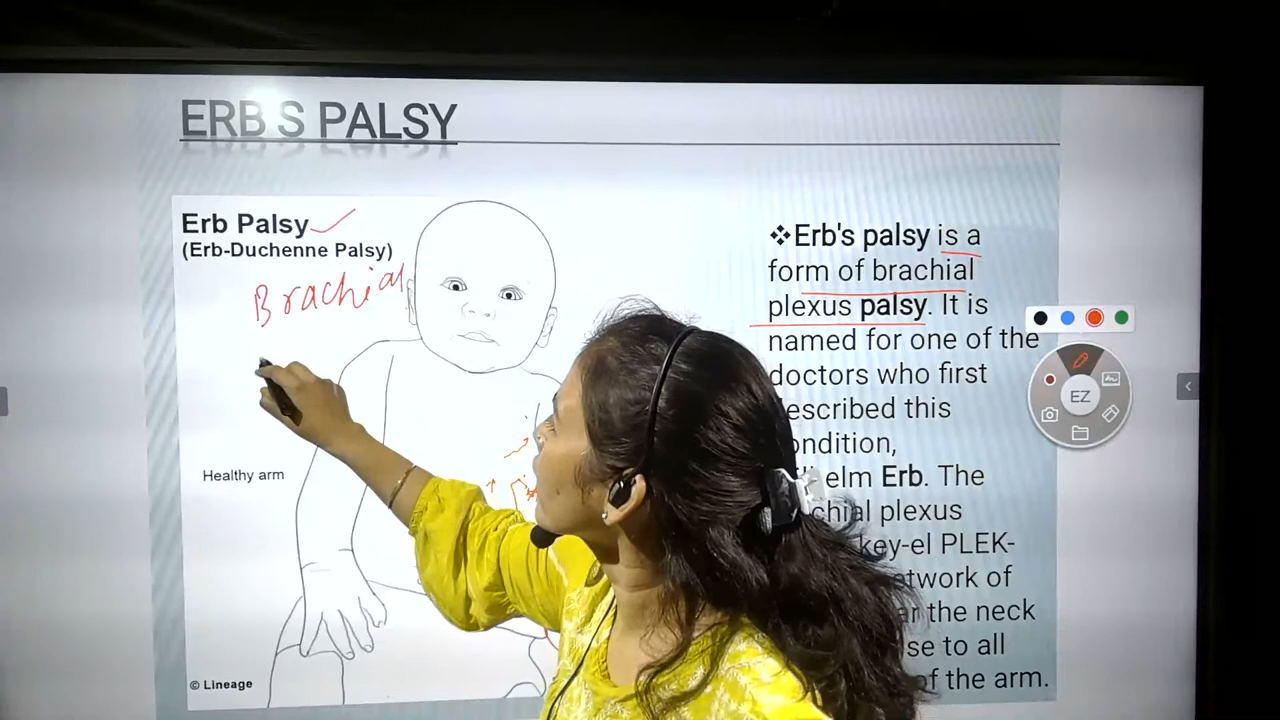 ERB'S PALSY
Erb Palsy
(Erb-Duchenne Palsy)
Brachial
Healthy arm
© Lineage
❖Erb's palsy is a
form of brachial
plexus palsy. It is
named for one of the
doctors who first
described this
condition,
elm Erb. The
chial plexus
key-el PLEK-
network of
the neck
to all
of the arm.
EZ